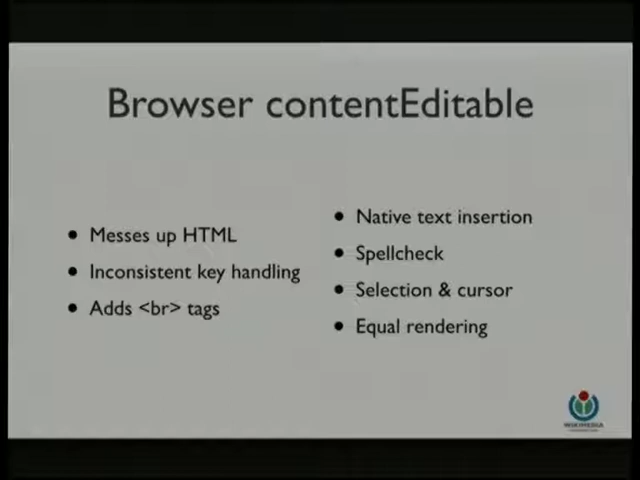 Browser contentEditable
• Messes up HTML
• Inconsistent key handling
• Adds <br> tags
• Native text insertion
• Spellcheck
• Selection & cursor
• Equal rendering
WIKIMEDIA